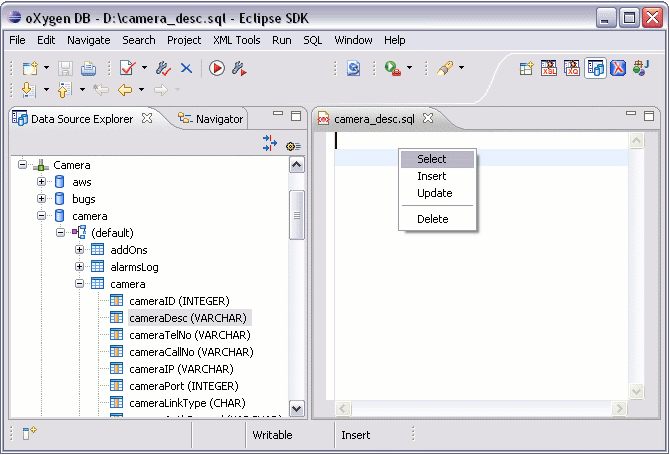 oXygen DB - D:\camera_desc.sql - Eclipse SDK
File Edit Navigate Search Project XML Tools Run SQL Window Help
Data Source Explorer
Navigator
Camera
aws
bugs
camera
(default)
addOns
alarmsLog
camera
cameraID (INTEGER)
cameraDesc (VARCHAR)
cameraTelNo (VARCHAR)
cameraCallNo (VARCHAR)
cameraIP (VARCHAR)
cameraPort (INTEGER)
cameraLinkType (CHAR)
camera_desc.sql
Select
Insert
Update
Delete
Writable
Insert